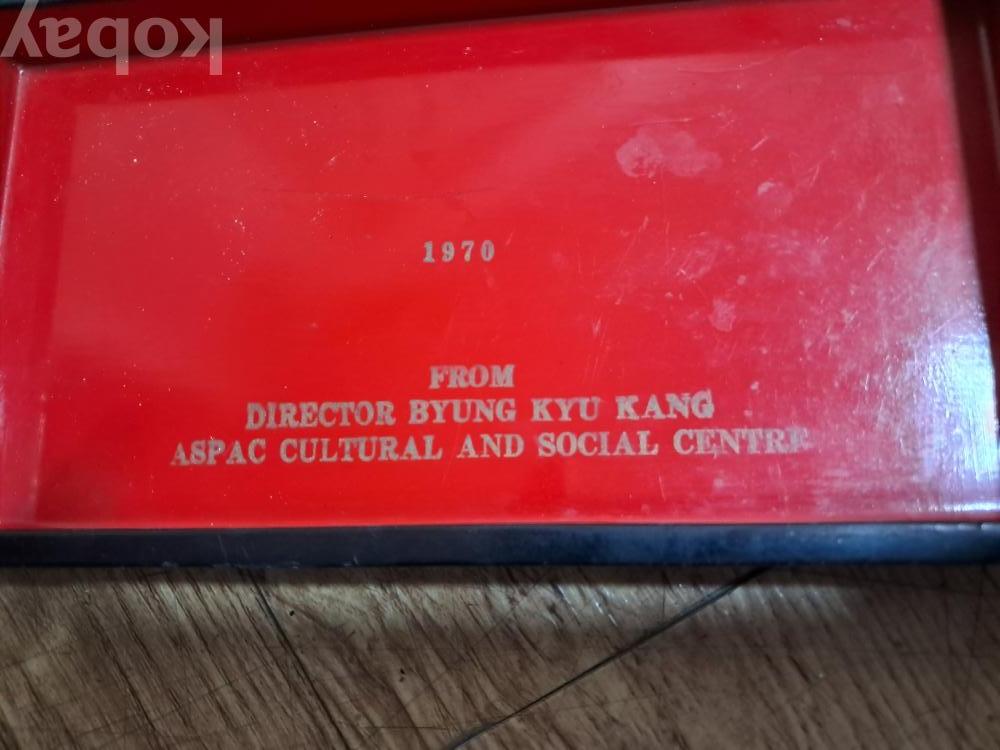 kobay
1970
FROM
DIRECTOR BYUNG KYU KANG
ASPAC CULTURAL AND SOCIAL CENTRE